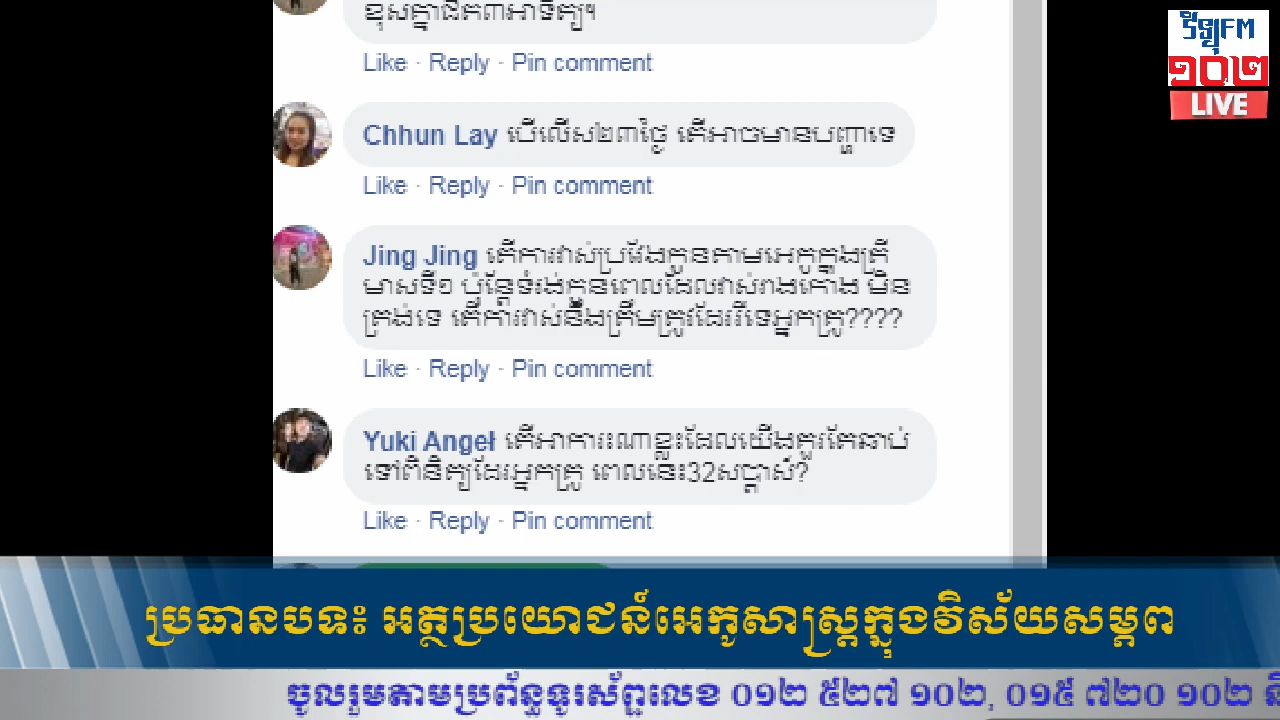 ខុសគ្នាជិត៣អាទិត្យ។
Like · Reply · Pin comment
វិទ្យុFM
១០២
LIVE
Chhun Lay បើលើស២៣ថ្ងៃ តើអាចមានបញ្ហាទេ
Like · Reply · Pin comment
Jing Jing តើការវាស់ប្រវែងកូនតាមអេកូក្នុងត្រី
មាសទី១ ប៉ុន្តែទំរង់កូនពេលដែលវាស់រាងកោង មិន
ត្រង់ទេ តើការវាស់នឹងត្រឹមត្រូវដែររឺទេអ្នកគ្រូ????
Like · Reply · Pin comment
Yuki Angel តើអាការះណាខ្លះដែលយើងគួរតែឆាប់
ទៅពិនិត្យដែរអ្នកគ្រូ ពេលនេះ32សប្តាស៍?
Like · Reply · Pin comment
ប្រធានបទ៖ អត្ថប្រយោជន៍អេកូសាស្ត្រក្នុងវិស័យសម្ភព
ចូលរួមតាមប្រព័ន្ធទូរស័ព្ទលេខ ០១២ ៥២៧ ១០២, ០១៥ ៧២០ ១០២ និ